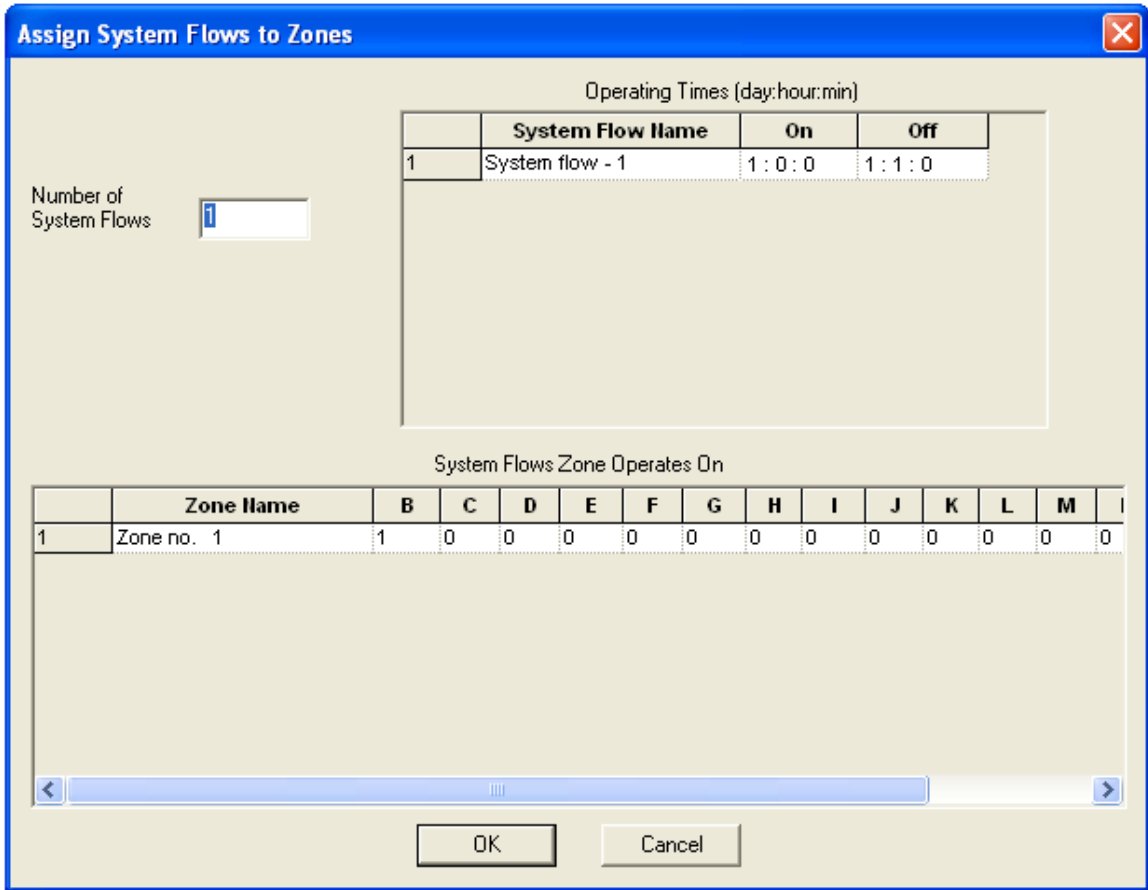 Assign System Flows to Zones
Operating Times (day:hour:min)
System Flow Name On Off
1 System flow - 1 1 : 0 : 0 1 : 1 : 0
Number of
System Flows 1
System Flows Zone Operates On
Zone Name B C D E F G H I J K L M
1 Zone no. 1 1 0 0 0 0 0 0 0 0 0 0 0 0
OK Cancel